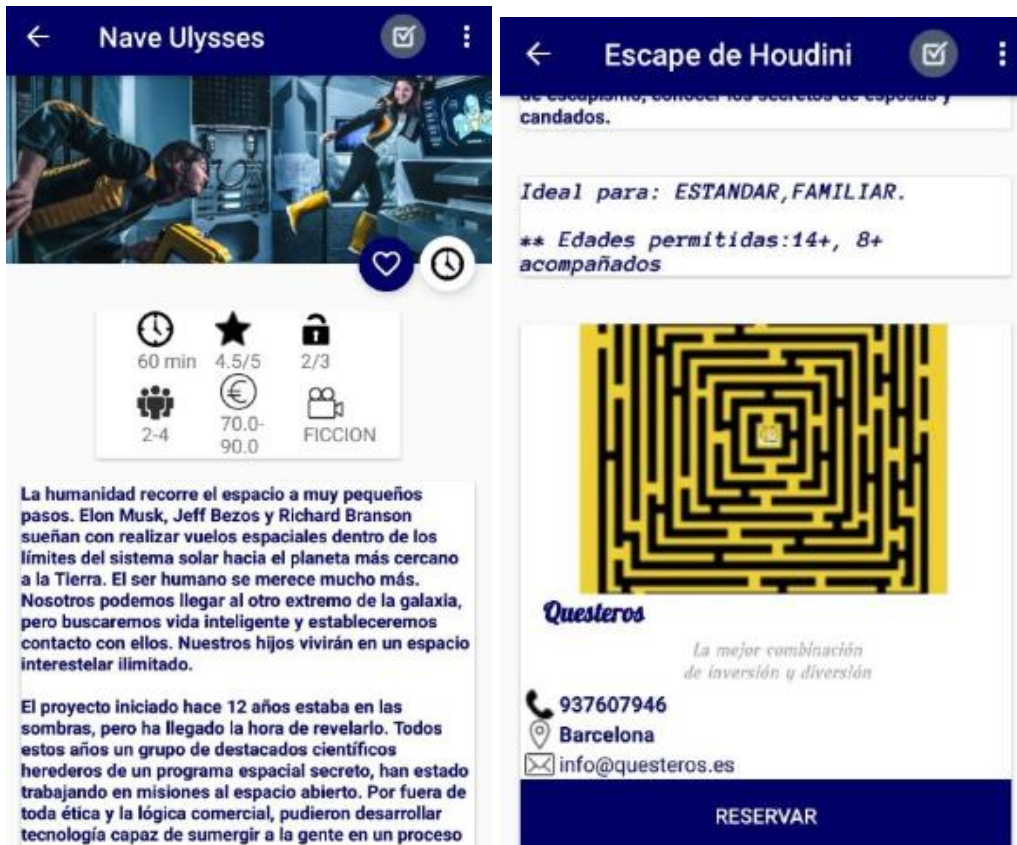 Nave Ulysses
60 min
4.5/5
2/3
2-4
70.0-
90.0
FICCION
La humanidad recorre el espacio a muy pequeños
pasos. Elon Musk, Jeff Bezos y Richard Branson
sueñan con realizar vuelos espaciales dentro de los
límites del sistema solar hacia el planeta más cercano
a la Tierra. El ser humano se merece mucho más.
Nosotros podemos llegar al otro extremo de la galaxia,
pero buscaremos vida inteligente y estableceremos
contacto con ellos. Nuestros hijos vivirán en un espacio
interestelar ilimitado.
El proyecto iniciado hace 12 años estaba en las
sombras, pero ha llegado la hora de revelarlo. Todos
estos años un grupo de destacados científicos
herederos de un programa espacial secreto, han estado
trabajando en misiones al espacio abierto. Por fuera de
toda ética y la lógica comercial, pudieron desarrollar
tecnología capaz de sumergir a la gente en un proceso
Escape de Houdini
de escapismo, conocer los secretos de esposas y
candados.
Ideal para: ESTANDAR,FAMILIAR.
** Edades permitidas:14+, 8+
acompañados
Questeros
La mejor combinación
de inversión y diversión
937607946
Barcelona
info@questeros.es
RESERVAR